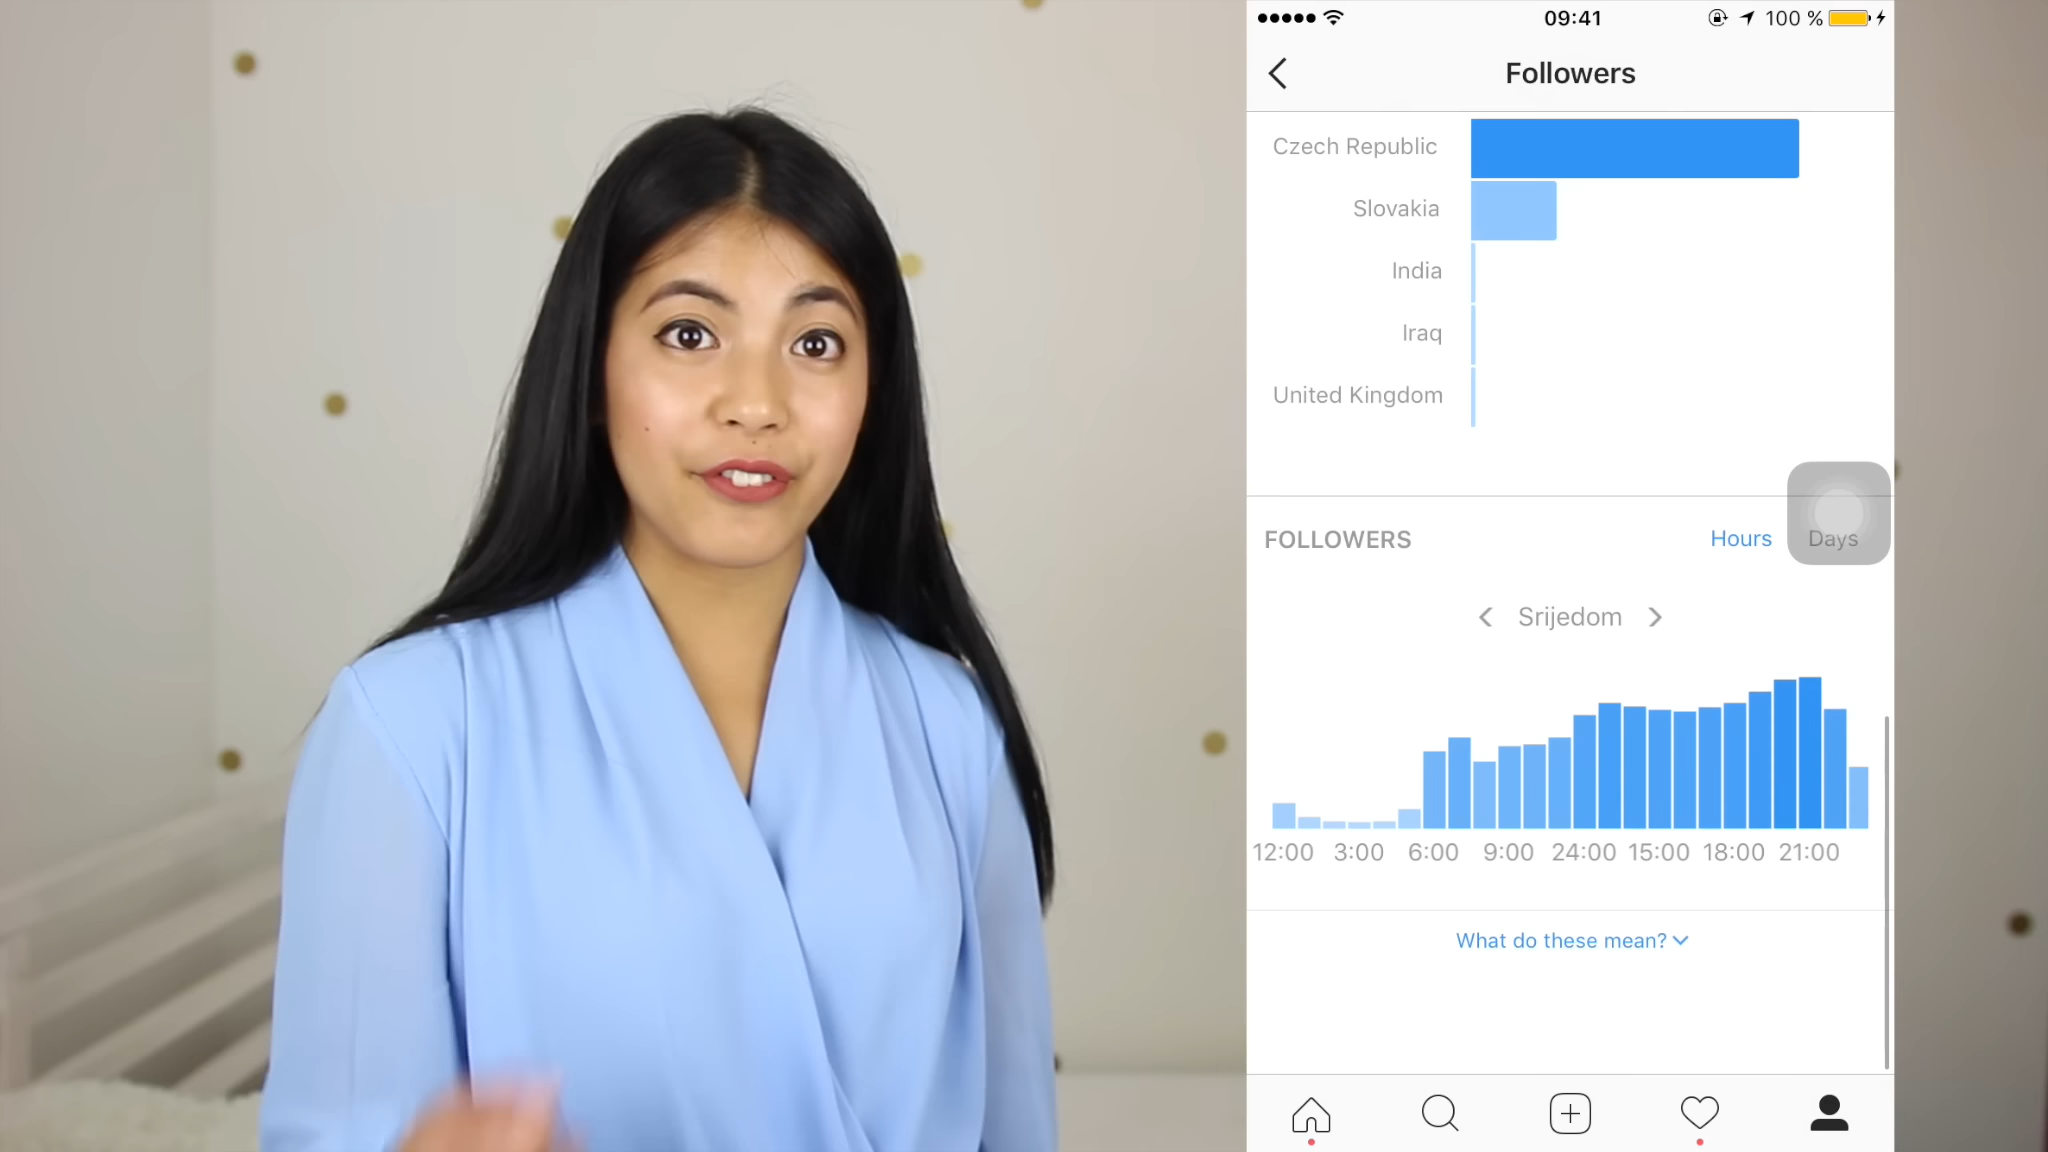 09:41 100 %
Followers
Czech Republic
Slovakia
India
Iraq
United Kingdom
FOLLOWERS Hours Days
Srijedom
12:00 3:00 6:00 9:00 24:00 15:00 18:00 21:00
What do these mean?